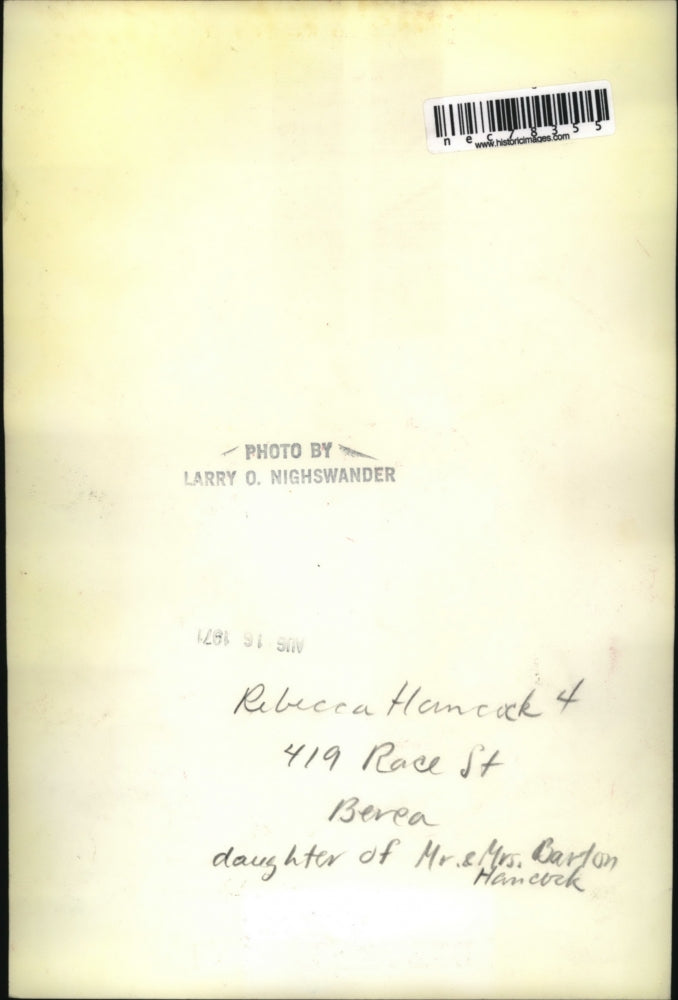 nec78355
www.historicimages.com
PHOTO BY
LARRY O. NIGHSWANDER
AUG 16 1971
Rebecca Hancock 4
419 Race St
Berea
daughter of Mr. & Mrs. Barton
Hancock